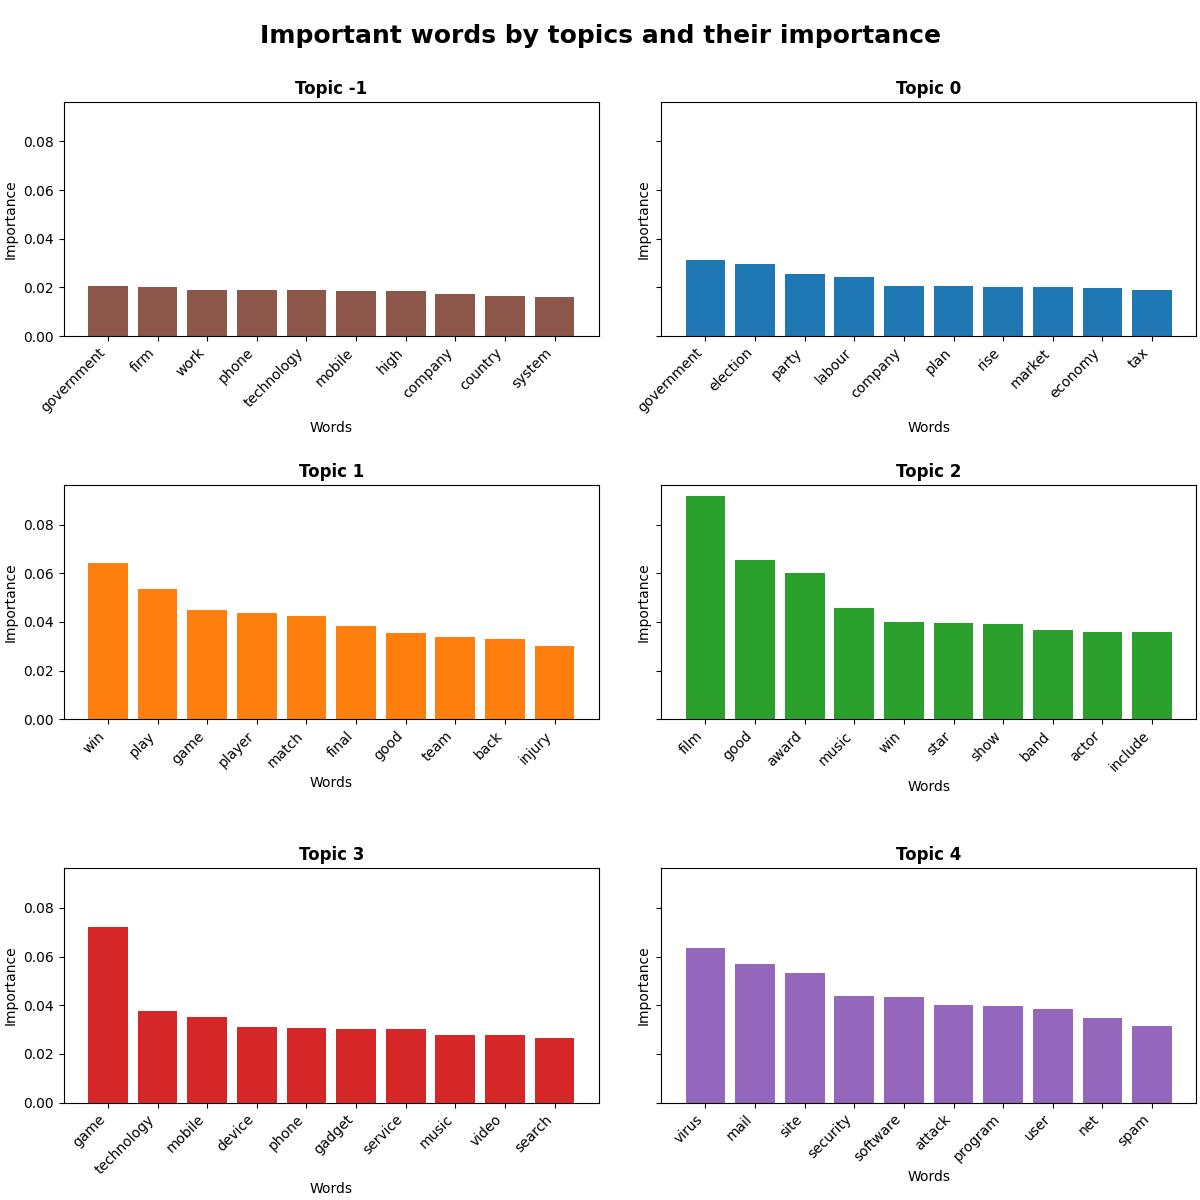 Important words by topics and their importance
Topic -1
Importance
0.08
0.06
0.04
0.02
0.00
government
firm
work
phone
technology
mobile
high
company
country
system
Words
Topic 0
Importance
government
election
party
labour
company
plan
rise
market
economy
tax
Words
Topic 1
Importance
0.08
0.06
0.04
0.02
0.00
win
play
game
player
match
final
good
team
back
injury
Words
Topic 2
Importance
film
good
award
music
win
star
show
band
actor
include
Words
Topic 3
Importance
0.08
0.06
0.04
0.02
0.00
game
technology
mobile
device
phone
gadget
service
music
video
search
Words
Topic 4
Importance
virus
mail
site
security
software
attack
program
user
net
spam
Words